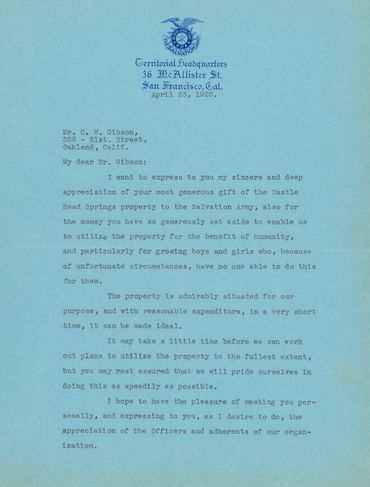 THE SALVATION ARMY
Territorial Headquarters
36 McAllister St.
San Francisco, Cal.
April 23, 1928.
Mr. C. W. Gibson,
386 - 61st. Street,
Oakland, Calif.
My dear Mr. Gibson:
I want to express to you my sincere and deep
appreciation of your most generous gift of the Castle
Head Springs property to the Salvation Army, also for
the money you have so generously set aside to enable us
to utilize the property for the benefit of humanity,
and particularly for growing boys and girls who, because
of unfortunate circumstances, have no one able to do this
for them.
The property is admirably situated for our
purpose, and with reasonable expenditure, in a very short
time, it can be made ideal.
It may take a little time before we can work
out plans to utilize the property to the fullest extent,
but you may rest assured that we will pride ourselves in
doing this as speedily as possible.
I hope to have the pleasure of meeting you per-
sonally, and expressing to you, as I desire to do, the
appreciation of the Officers and adherents of our organ-
ization.